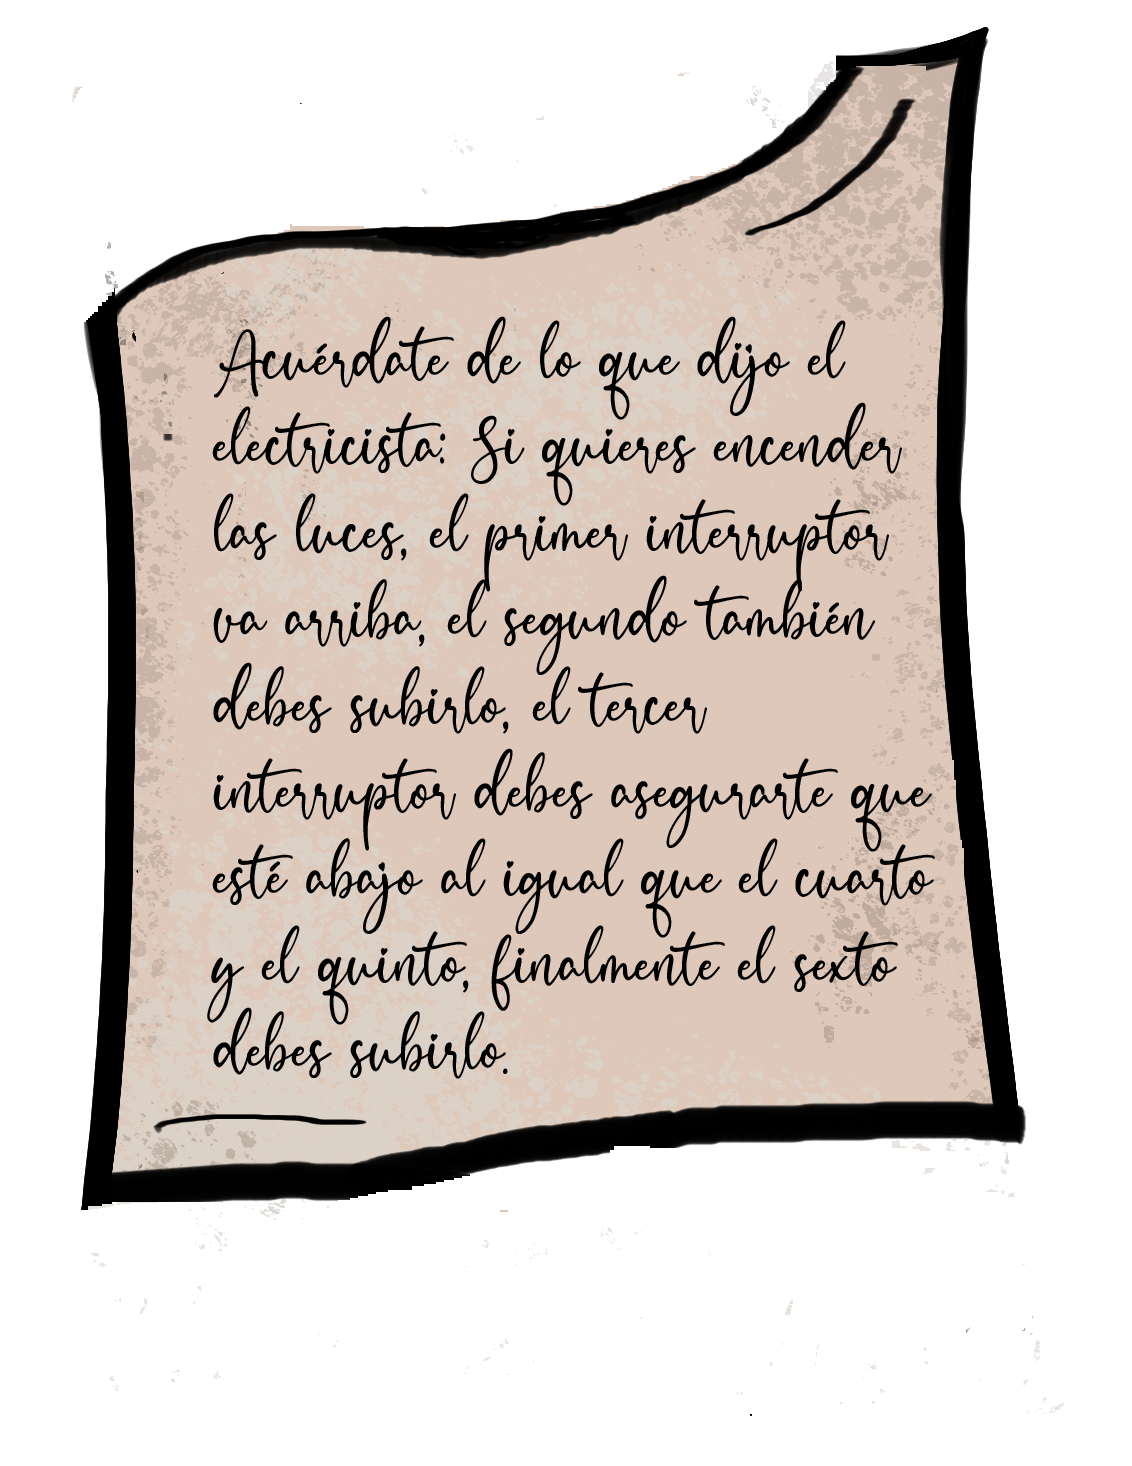 Acuérdate de lo que dijo el
electricista: Si quieres encender
las luces, el primer interruptor
va arriba, el segundo también
debes subirlo, el tercer
interruptor debes asegurarte que
esté abajo al igual que el cuarto
y el quinto, finalmente el sexto
debes subirlo.